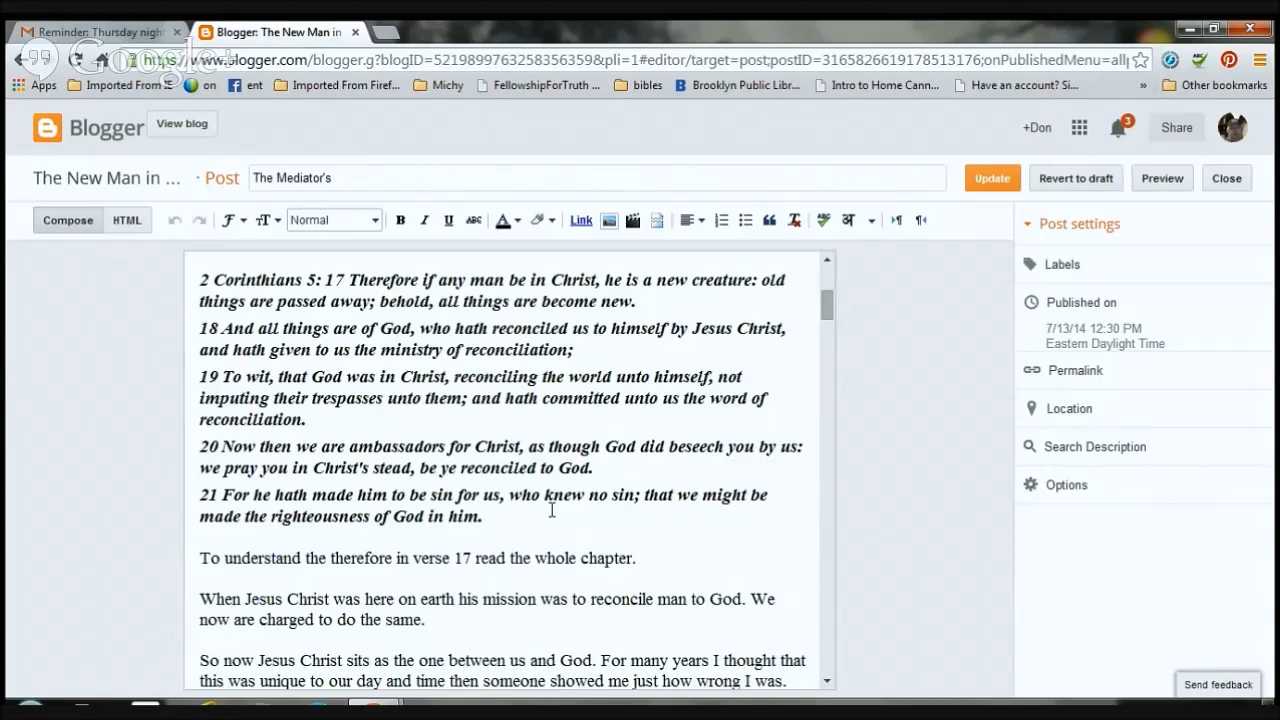 Reminder: Thursday nigh
Blogger: The New Man in
Google+
https://www.blogger.com/blogger.g?blogID=5219899763258356359&pli=1#editor/target=post;postID=3165826619178513176;onPublishedMenu=all
Apps Imported From IE on ent Imported From Firef... Michy FellowshipForTruth ... bibles Brooklyn Public Libr... Intro to Home Cann... Have an account? Si... » Other bookmarks
Blogger View blog +Don 3 Share
The New Man in ... · Post The Mediator's Update Revert to draft Preview Close
Compose HTML Normal B I U ABC A Link
Post settings
Labels
Published on
7/13/14 12:30 PM
Eastern Daylight Time
Permalink
Location
Search Description
Options
2 Corinthians 5: 17 Therefore if any man be in Christ, he is a new creature: old
things are passed away; behold, all things are become new.
18 And all things are of God, who hath reconciled us to himself by Jesus Christ,
and hath given to us the ministry of reconciliation;
19 To wit, that God was in Christ, reconciling the world unto himself, not
imputing their trespasses unto them; and hath committed unto us the word of
reconciliation.
20 Now then we are ambassadors for Christ, as though God did beseech you by us:
we pray you in Christ's stead, be ye reconciled to God.
21 For he hath made him to be sin for us, who knew no sin; that we might be
made the righteousness of God in him.
To understand the therefore in verse 17 read the whole chapter.
When Jesus Christ was here on earth his mission was to reconcile man to God. We
now are charged to do the same.
So now Jesus Christ sits as the one between us and God. For many years I thought that
this was unique to our day and time then someone showed me just how wrong I was.
Send feedback